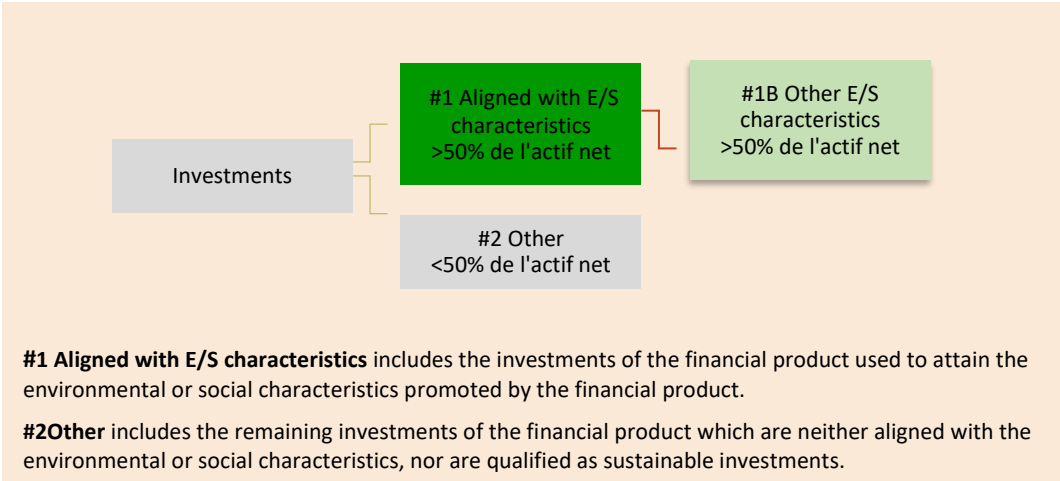 #1 Aligned with E/S
characteristics
>50% de l'actif net
#1B Other E/S
characteristics
>50% de l'actif net
Investments
#2 Other
<50% de l'actif net
#1 Aligned with E/S characteristics includes the investments of the financial product used to attain the
environmental or social characteristics promoted by the financial product.
#2Other includes the remaining investments of the financial product which are neither aligned with the
environmental or social characteristics, nor are qualified as sustainable investments.